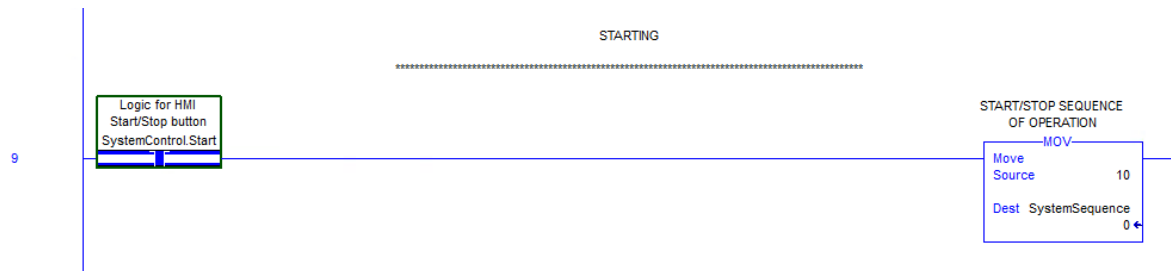 STARTING
*************************************************************************************************
Logic for HMI
Start/Stop button
SystemControl.Start
9
START/STOP SEQUENCE
OF OPERATION
MOV
Move
Source 10
Dest SystemSequence
0